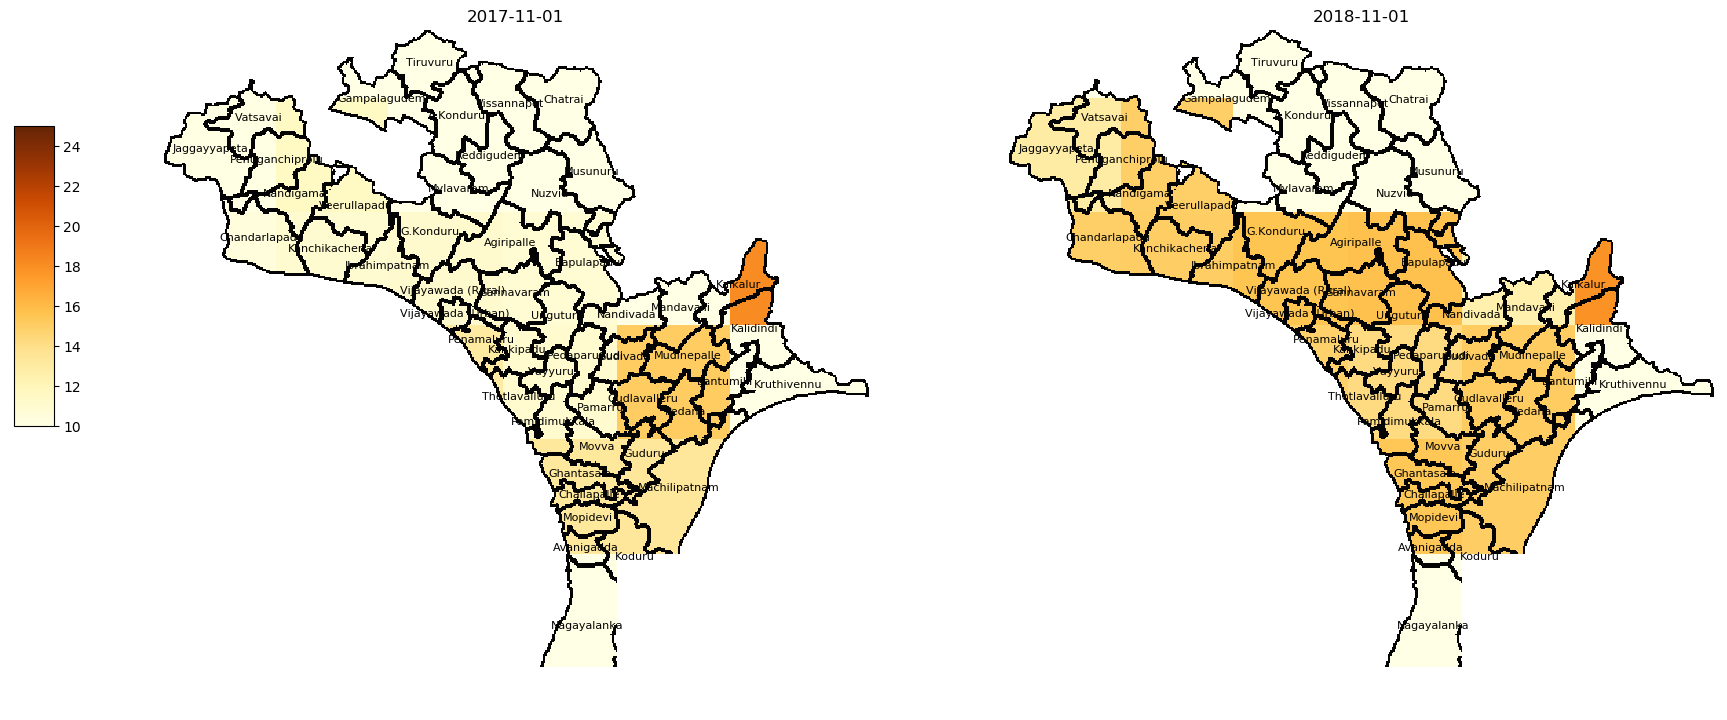 2017-11-01
2018-11-01
24
22
20
18
16
14
12
10
Tiruvuru
Gampalagudem
Vissannapet
Chatrai
A.Konduru
Vatsavai
Jaggayyapeta
Penuganchiprolu
Reddigudem
Musunuru
Nandigama
Mylavaram
Nuzvid
Veerullapadu
Chandarlapadu
Kanchikacherla
G.Konduru
Agiripalle
Ibrahimpatnam
Bapulapadu
Vijayawada (Rural)
Gannavaram
Kaikalur
Vijayawada (Urban)
Unguturu
Nandivada
Mandavalli
Kalidindi
Penamaluru
Kankipadu
Pedaparupudi
Gudivada
Mudinepalle
Vuyyuru
Bantumilli
Kruthivennu
Thotlavalluru
Pamarru
Gudlavalleru
Pedana
Pamidimukkala
Movva
Guduru
Ghantasala
Machilipatnam
Challapalle
Mopidevi
Avanigadda
Koduru
Nagayalanka
Tiruvuru
Gampalagudem
Vissannapet
Chatrai
A.Konduru
Vatsavai
Jaggayyapeta
Penuganchiprolu
Reddigudem
Musunuru
Nandigama
Mylavaram
Nuzvid
Veerullapadu
Chandarlapadu
Kanchikacherla
G.Konduru
Agiripalle
Ibrahimpatnam
Bapulapadu
Vijayawada (Rural)
Gannavaram
Kaikalur
Vijayawada (Urban)
Unguturu
Nandivada
Mandavalli
Kalidindi
Penamaluru
Kankipadu
Pedaparupudi
Gudivada
Mudinepalle
Vuyyuru
Bantumilli
Kruthivennu
Thotlavalluru
Pamarru
Gudlavalleru
Pedana
Pamidimukkala
Movva
Guduru
Ghantasala
Machilipatnam
Challapalle
Mopidevi
Avanigadda
Koduru
Nagayalanka